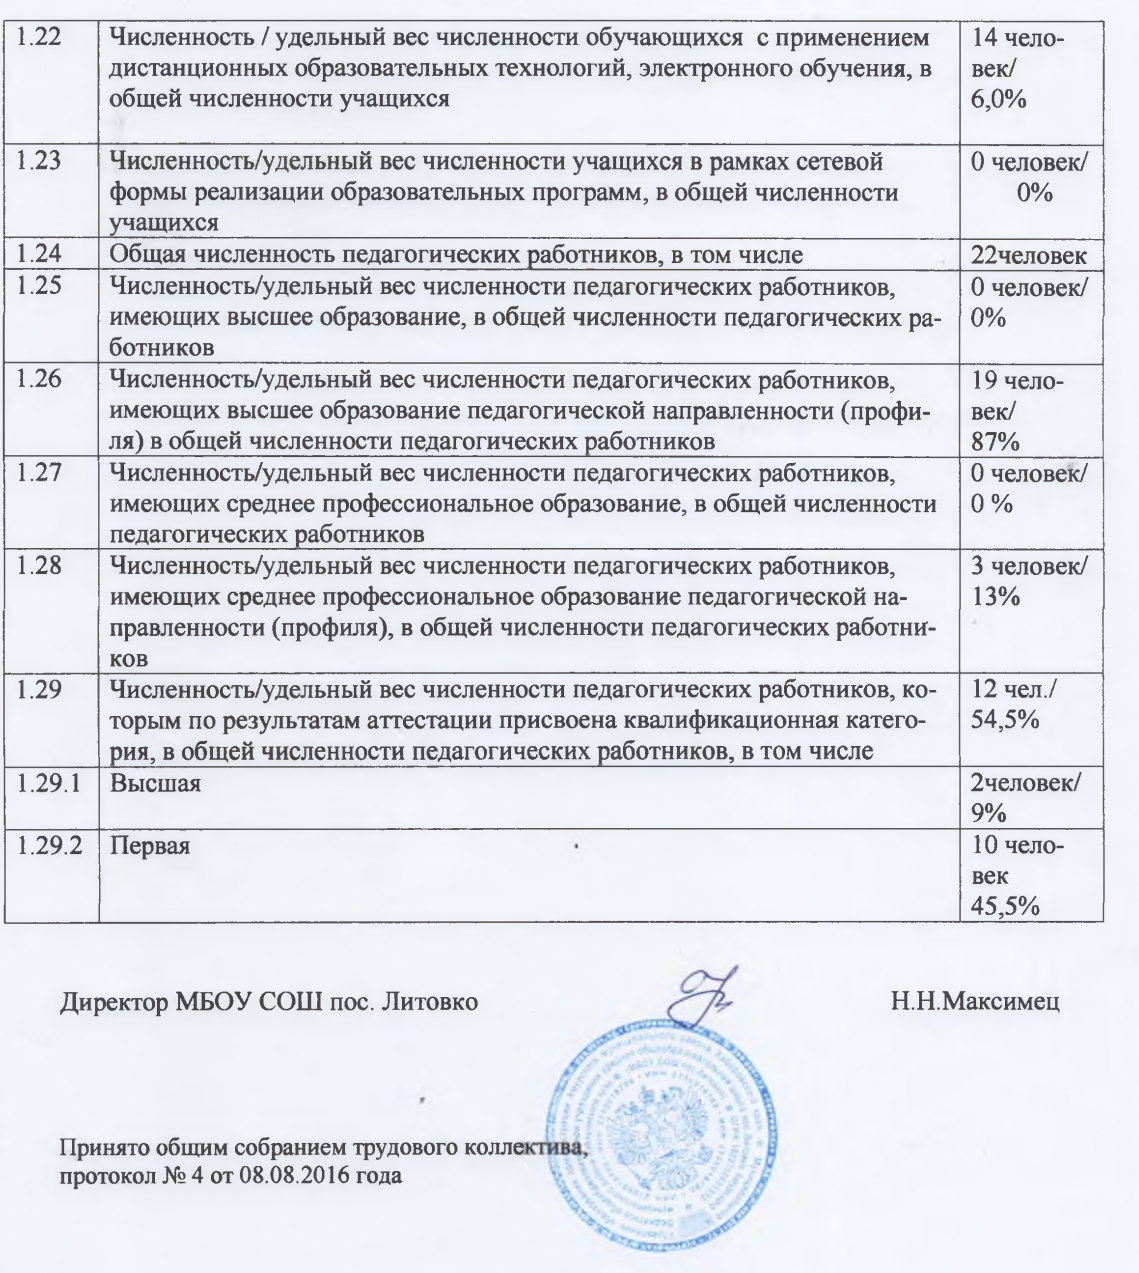 1.22 Численность / удельный вес численности обучающихся с применением 14 чело-
дистанционных образовательных технологий, электронного обучения, в век/
общей численности учащихся 6,0%
1.23 Численность/удельный вес численности учащихся в рамках сетевой 0 человек/
формы реализации образовательных программ, в общей численности 0%
учащихся
1.24 Общая численность педагогических работников, в том числе 22человек
1.25 Численность/удельный вес численности педагогических работников, 0 человек/
имеющих высшее образование, в общей численности педагогических ра- 0%
ботников
1.26 Численность/удельный вес численности педагогических работников, 19 чело-
имеющих высшее образование педагогической направленности (профи- век/
ля) в общей численности педагогических работников 87%
1.27 Численность/удельный вес численности педагогических работников, 0 человек/
имеющих среднее профессиональное образование, в общей численности 0 %
педагогических работников
1.28 Численность/удельный вес численности педагогических работников, 3 человек/
имеющих среднее профессиональное образование педагогической на- 13%
правленности (профиля), в общей численности педагогических работни-
ков
1.29 Численность/удельный вес численности педагогических работников, ко- 12 чел./
торым по результатам аттестации присвоена квалификационная катего- 54,5%
рия, в общей численности педагогических работников, в том числе
1.29.1 Высшая 2человек/
9%
1.29.2 Первая 10 чело-
век
45,5%
Директор МБОУ СОШ пос. Литовко Н.Н.Максимец
Принято общим собранием трудового коллектива,
протокол № 4 от 08.08.2016 года